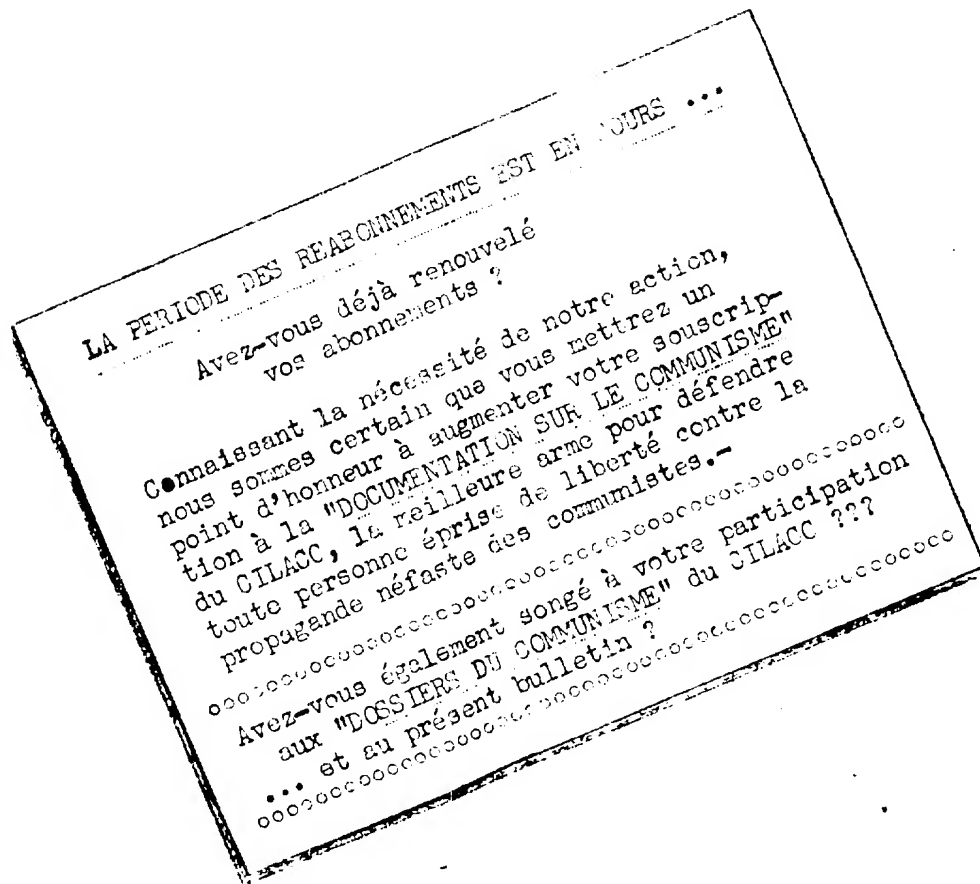 LA PERIODE DES REABONNEMENTS EST EN COURS ...
Avez-vous déjà renouvelé
vos abonnements ?
Connaissant la nécessité de notre action,
nous sommes certain que vous mettrez un
point d'honneur à augmenter votre souscrip-
tion à la "DOCUMENTATION SUR LE COMMUNISME"
du CILACC, la meilleure arme pour défendre
toute personne éprise de liberté contre la
propagande néfaste des communistes.-
ooooooooooooooooooooooooooooooooooooooooooo
Avez-vous également songé à votre participation
aux "DOSSIERS DU COMMUNISME" du CILACC ???
... et au présent bulletin ?
ooooooooooooooooooooooooooooooooooooooooooo